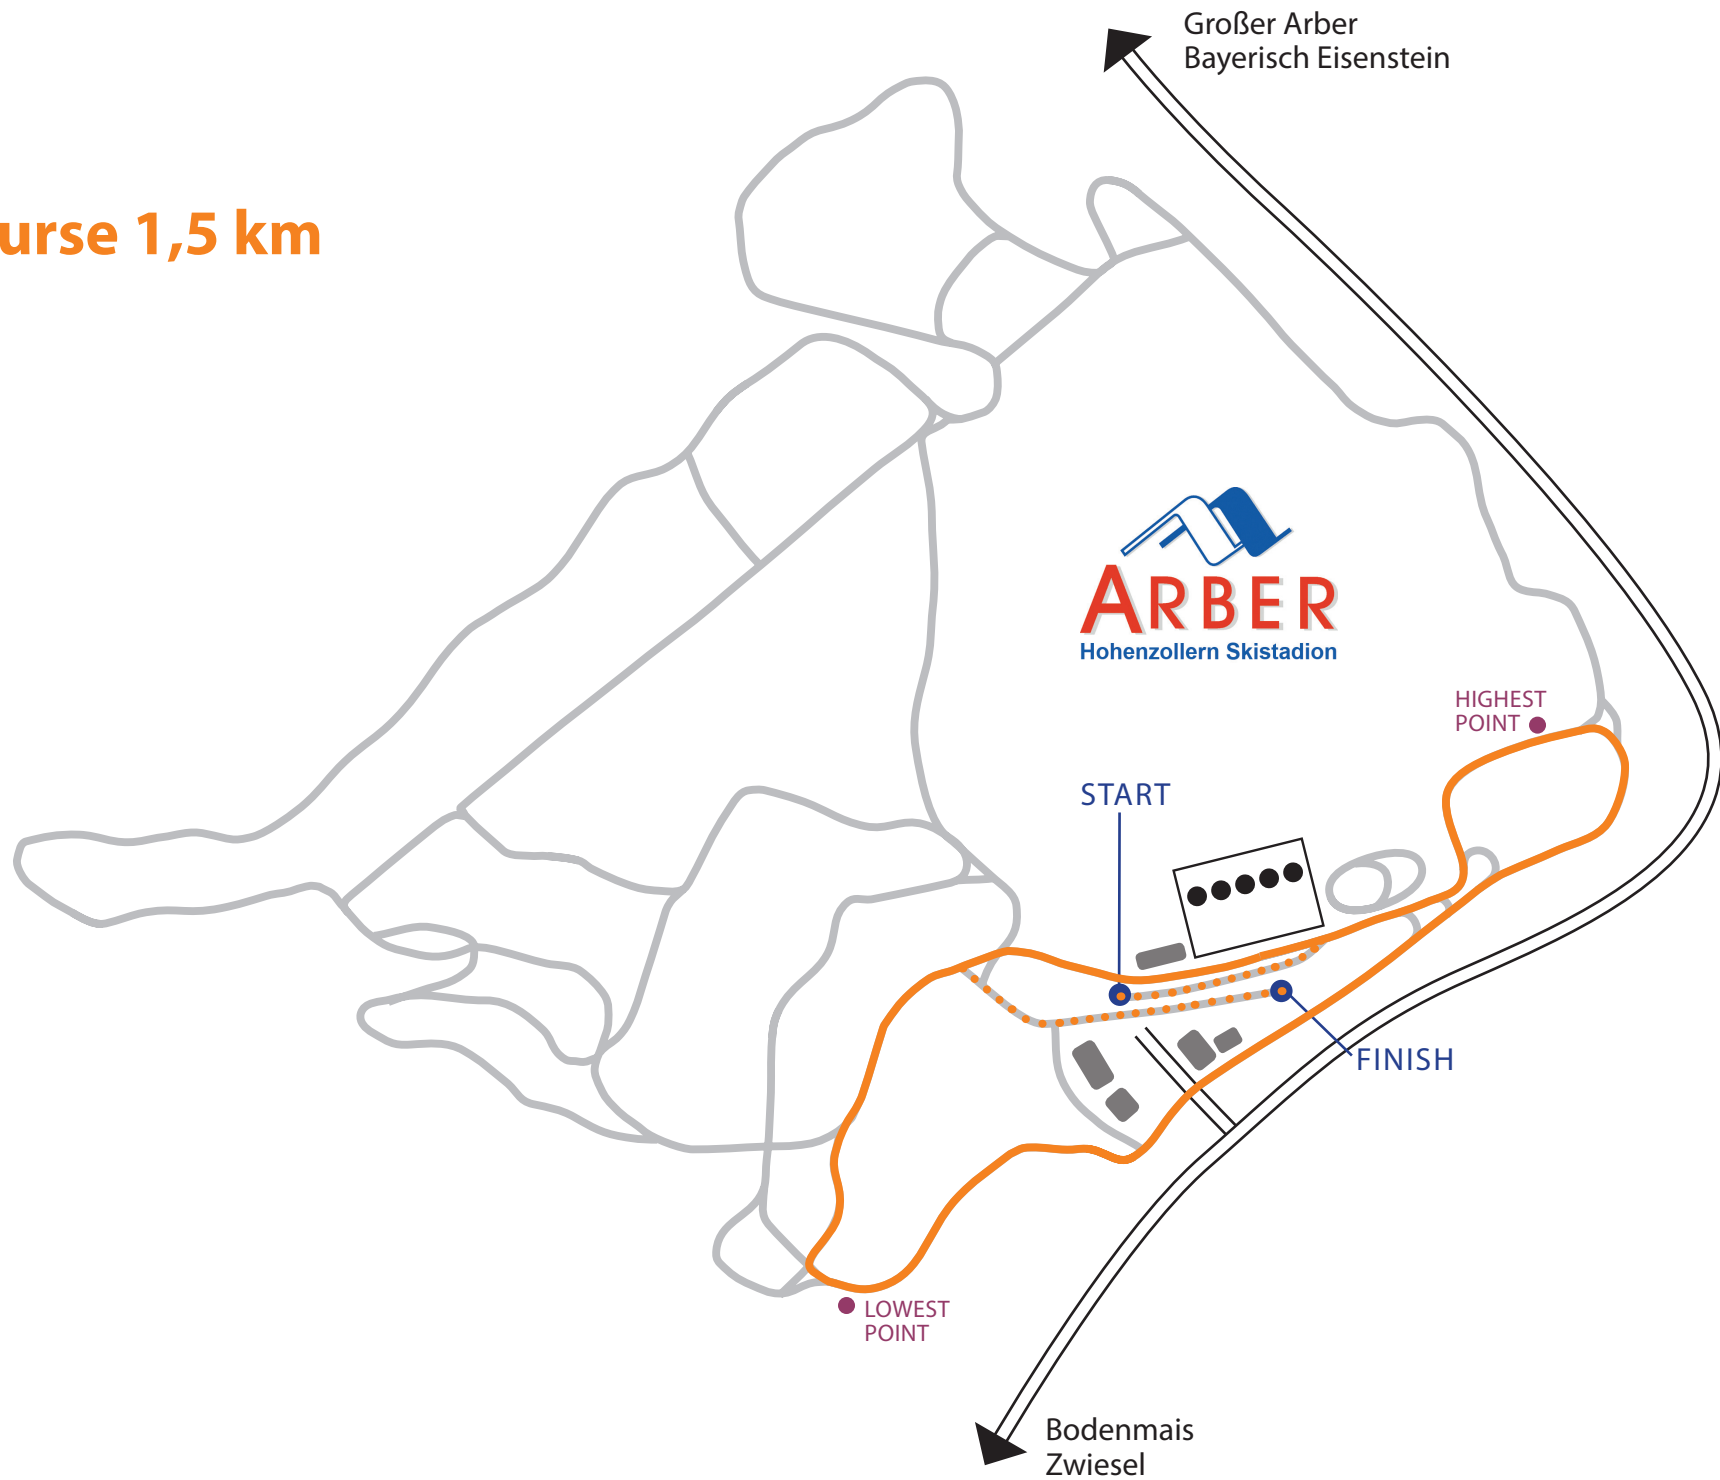 Großer Arber
Bayerisch Eisenstein
urse 1,5 km
ARBER
Hohenzollern Skistadion
HIGHEST
POINT
START
FINISH
LOWEST
POINT
Bodenmais
Zwiesel